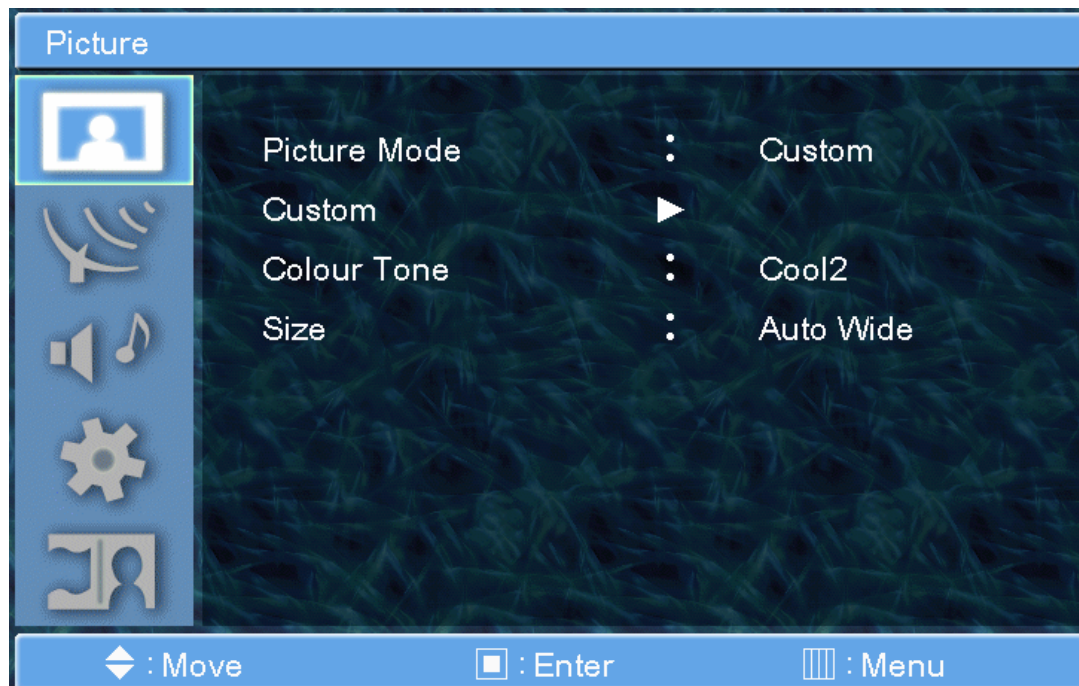 Picture
Picture Mode : Custom
Custom ▶
Colour Tone : Cool2
Size : Auto Wide
: Move : Enter : Menu